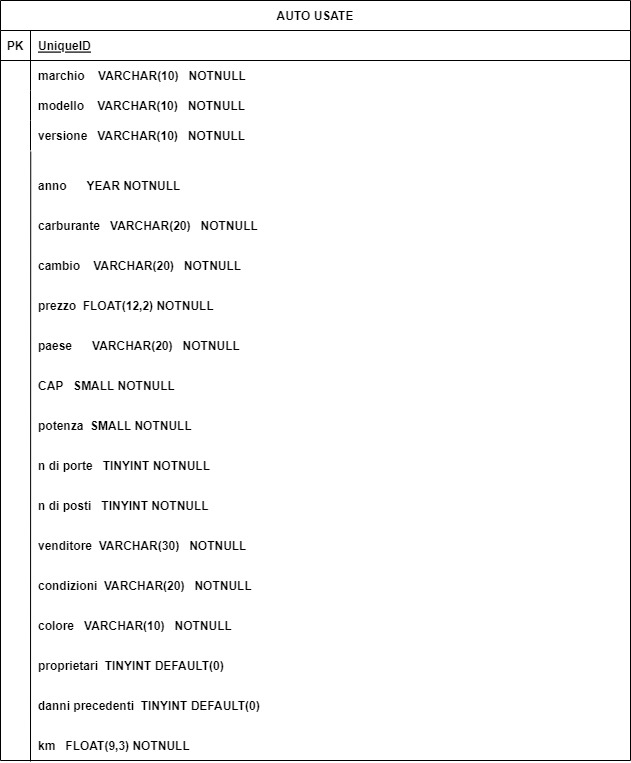 AUTO USATE
PK UniqueID
marchio VARCHAR(10) NOTNULL
modello VARCHAR(10) NOTNULL
versione VARCHAR(10) NOTNULL
anno YEAR NOTNULL
carburante VARCHAR(20) NOTNULL
cambio VARCHAR(20) NOTNULL
prezzo FLOAT(12,2) NOTNULL
paese VARCHAR(20) NOTNULL
CAP SMALL NOTNULL
potenza SMALL NOTNULL
n di porte TINYINT NOTNULL
n di posti TINYINT NOTNULL
venditore VARCHAR(30) NOTNULL
condizioni VARCHAR(20) NOTNULL
colore VARCHAR(10) NOTNULL
proprietari TINYINT DEFAULT(0)
danni precedenti TINYINT DEFAULT(0)
km FLOAT(9,3) NOTNULL